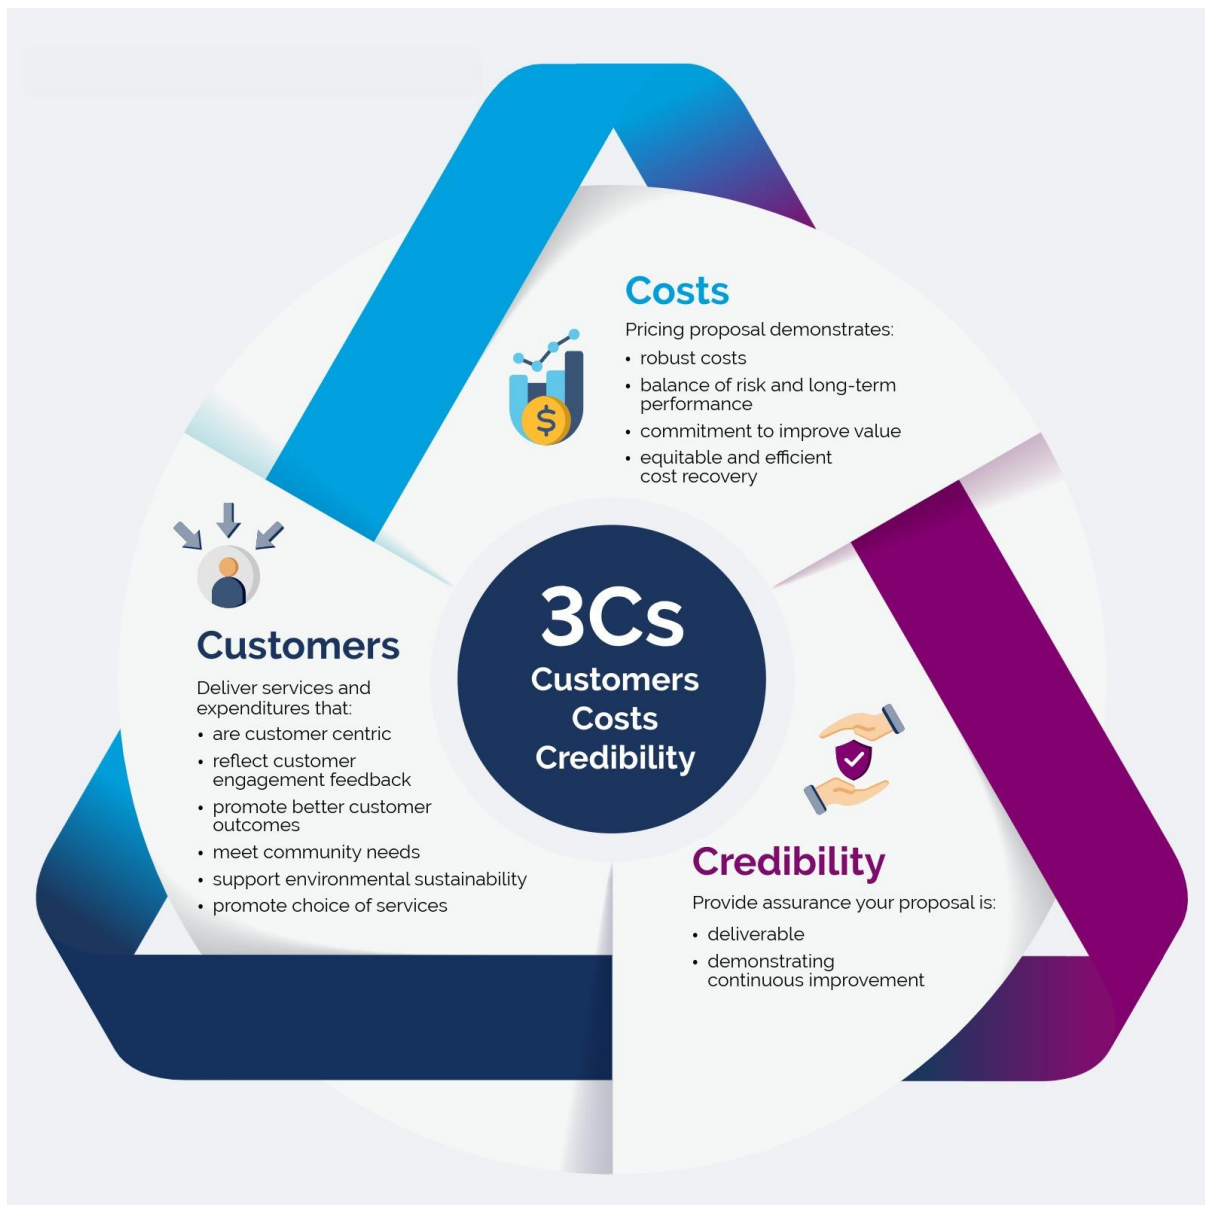 Costs
Pricing proposal demonstrates:
• robust costs
• balance of risk and long-term
performance
• commitment to improve value
• equitable and efficient
cost recovery
$
3Cs
Customers
Costs
Credibility
Customers
Deliver services and
expenditures that:
• are customer centric
• reflect customer
engagement feedback
• promote better customer
outcomes
• meet community needs
• support environmental sustainability
• promote choice of services
Credibility
Provide assurance your proposal is:
• deliverable
• demonstrating
continuous improvement